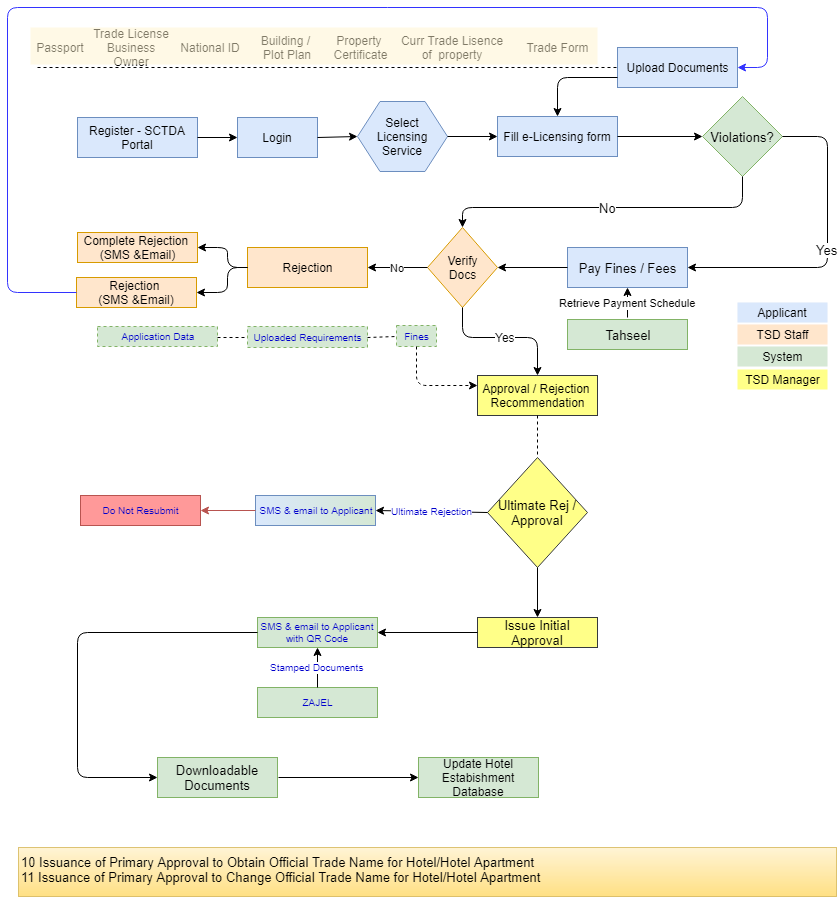 Passport
Trade License
Business
Owner
National ID
Building /
Plot Plan
Property
Certificate
Curr Trade Lisence
of property
Trade Form
Upload Documents
Register - SCTDA
Portal
Login
Select
Licensing
Service
Fill e-Licensing form
Violations?
No
Yes
Complete Rejection
(SMS &Email)
Rejection
(SMS &Email)
Rejection
No
Verify
Docs
Pay Fines / Fees
Retrieve Payment Schedule
Tahseel
Applicant
TSD Staff
System
TSD Manager
Application Data
Uploaded Requirements
Fines
Yes
Approval / Rejection
Recommendation
Do Not Resubmit
SMS & email to Applicant
Ultimate Rejection
Ultimate Rej /
Approval
SMS & email to Applicant
with QR Code
Issue Initial
Approval
Stamped Documents
ZAJEL
Downloadable
Documents
Update Hotel
Estabishment
Database
10 Issuance of Primary Approval to Obtain Official Trade Name for Hotel/Hotel Apartment
11 Issuance of Primary Approval to Change Official Trade Name for Hotel/Hotel Apartment